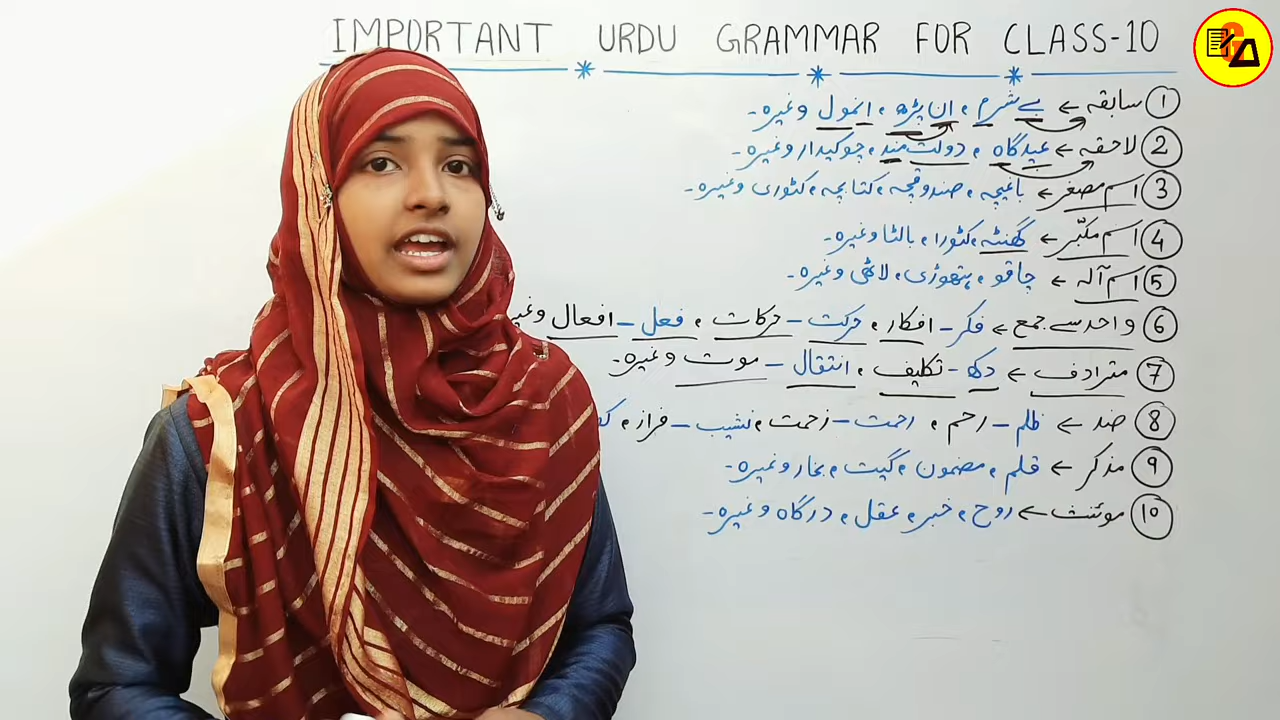 IMPORTANT URDU GRAMMAR FOR CLASS-10
① سابقہ ← بے شرم، ان پڑھ، انمول وغیرہ۔
② لاحقہ ← عیدگاہ، دولت مند، چوکیدار وغیرہ۔
③ اسم مصغر ← باغیچہ، صندوقچہ، کتابچہ، کٹوری وغیرہ۔
④ اسم مکبّر ← گھنٹہ، کٹورا، بالٹا وغیرہ۔
⑤ اسم آلہ ← چاقو، ہتھوڑی، لاٹھی وغیرہ۔
⑥ واحد سے جمع ← فکر - افکار، حرکت - حرکات، فعل - افعال
⑦ مترادف ← دکھ - تکلیف، انتقال - موت وغیرہ۔
⑧ ضد ← ظلم - رحم، رحمت - زحمت، نشیب - فراز،
⑨ مذکر ← قلم، مضمون، گیت، بخار وغیرہ۔
⑩ موئنث ← روح، خبر، عقل، درگاہ وغیرہ۔